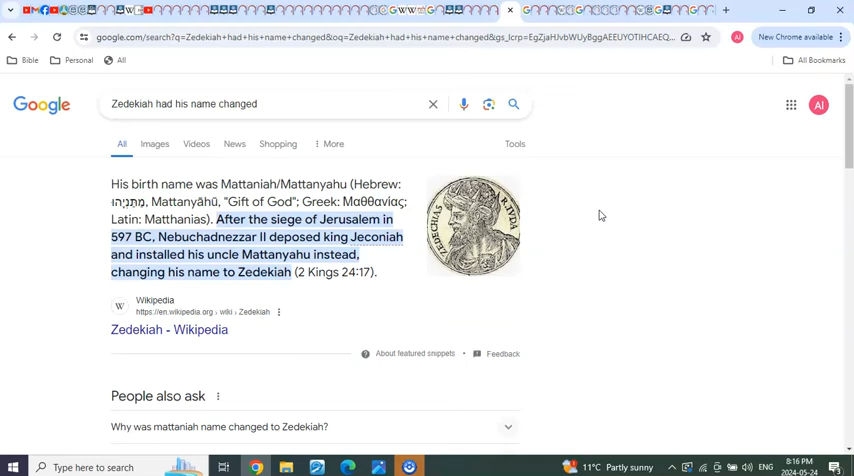 google.com/search?q=Zedekiah+had+his+name+changed&oq=Zedekiah+had+his+name+changed&gs_lcrp=EgZjaHJvbWUyBggAEEUYOTIHCAEQ...
New Chrome available
Bible
Personal
All
All Bookmarks
Google
Zedekiah had his name changed
AI
AI
All
Images
Videos
News
Shopping
More
Tools
His birth name was Mattaniah/Mattanyahu (Hebrew:
מַתַּנְיָהוּ, Mattanyāhū, "Gift of God"; Greek: Μαθθανίας;
Latin: Matthanias). After the siege of Jerusalem in
597 BC, Nebuchadnezzar II deposed king Jeconiah
and installed his uncle Mattanyahu instead,
changing his name to Zedekiah (2 Kings 24:17).
ZEDECHIAS R. IVDA
W
Wikipedia
https://en.wikipedia.org › wiki › Zedekiah
Zedekiah - Wikipedia
About featured snippets
Feedback
People also ask
Why was mattaniah name changed to Zedekiah?
Type here to search
11°C Partly sunny
ENG
8:16 PM
2024-05-24
3